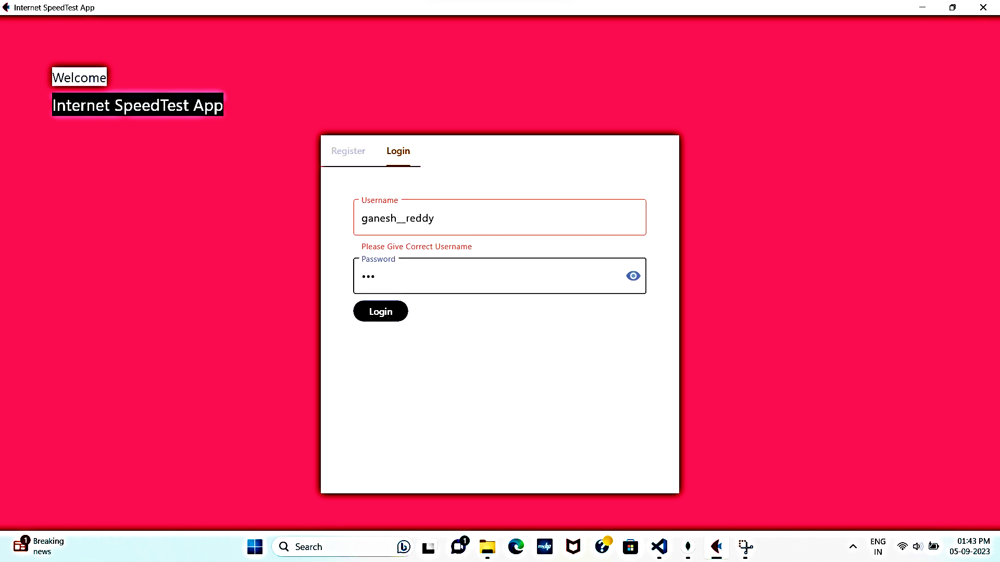 Internet SpeedTest App
Welcome
Internet SpeedTest App
Register Login
Username
ganesh__reddy
Please Give Correct Username
Password
•••
Login
1
Breaking
news
Search
1
myhp
ENG
IN
01:43 PM
05-09-2023